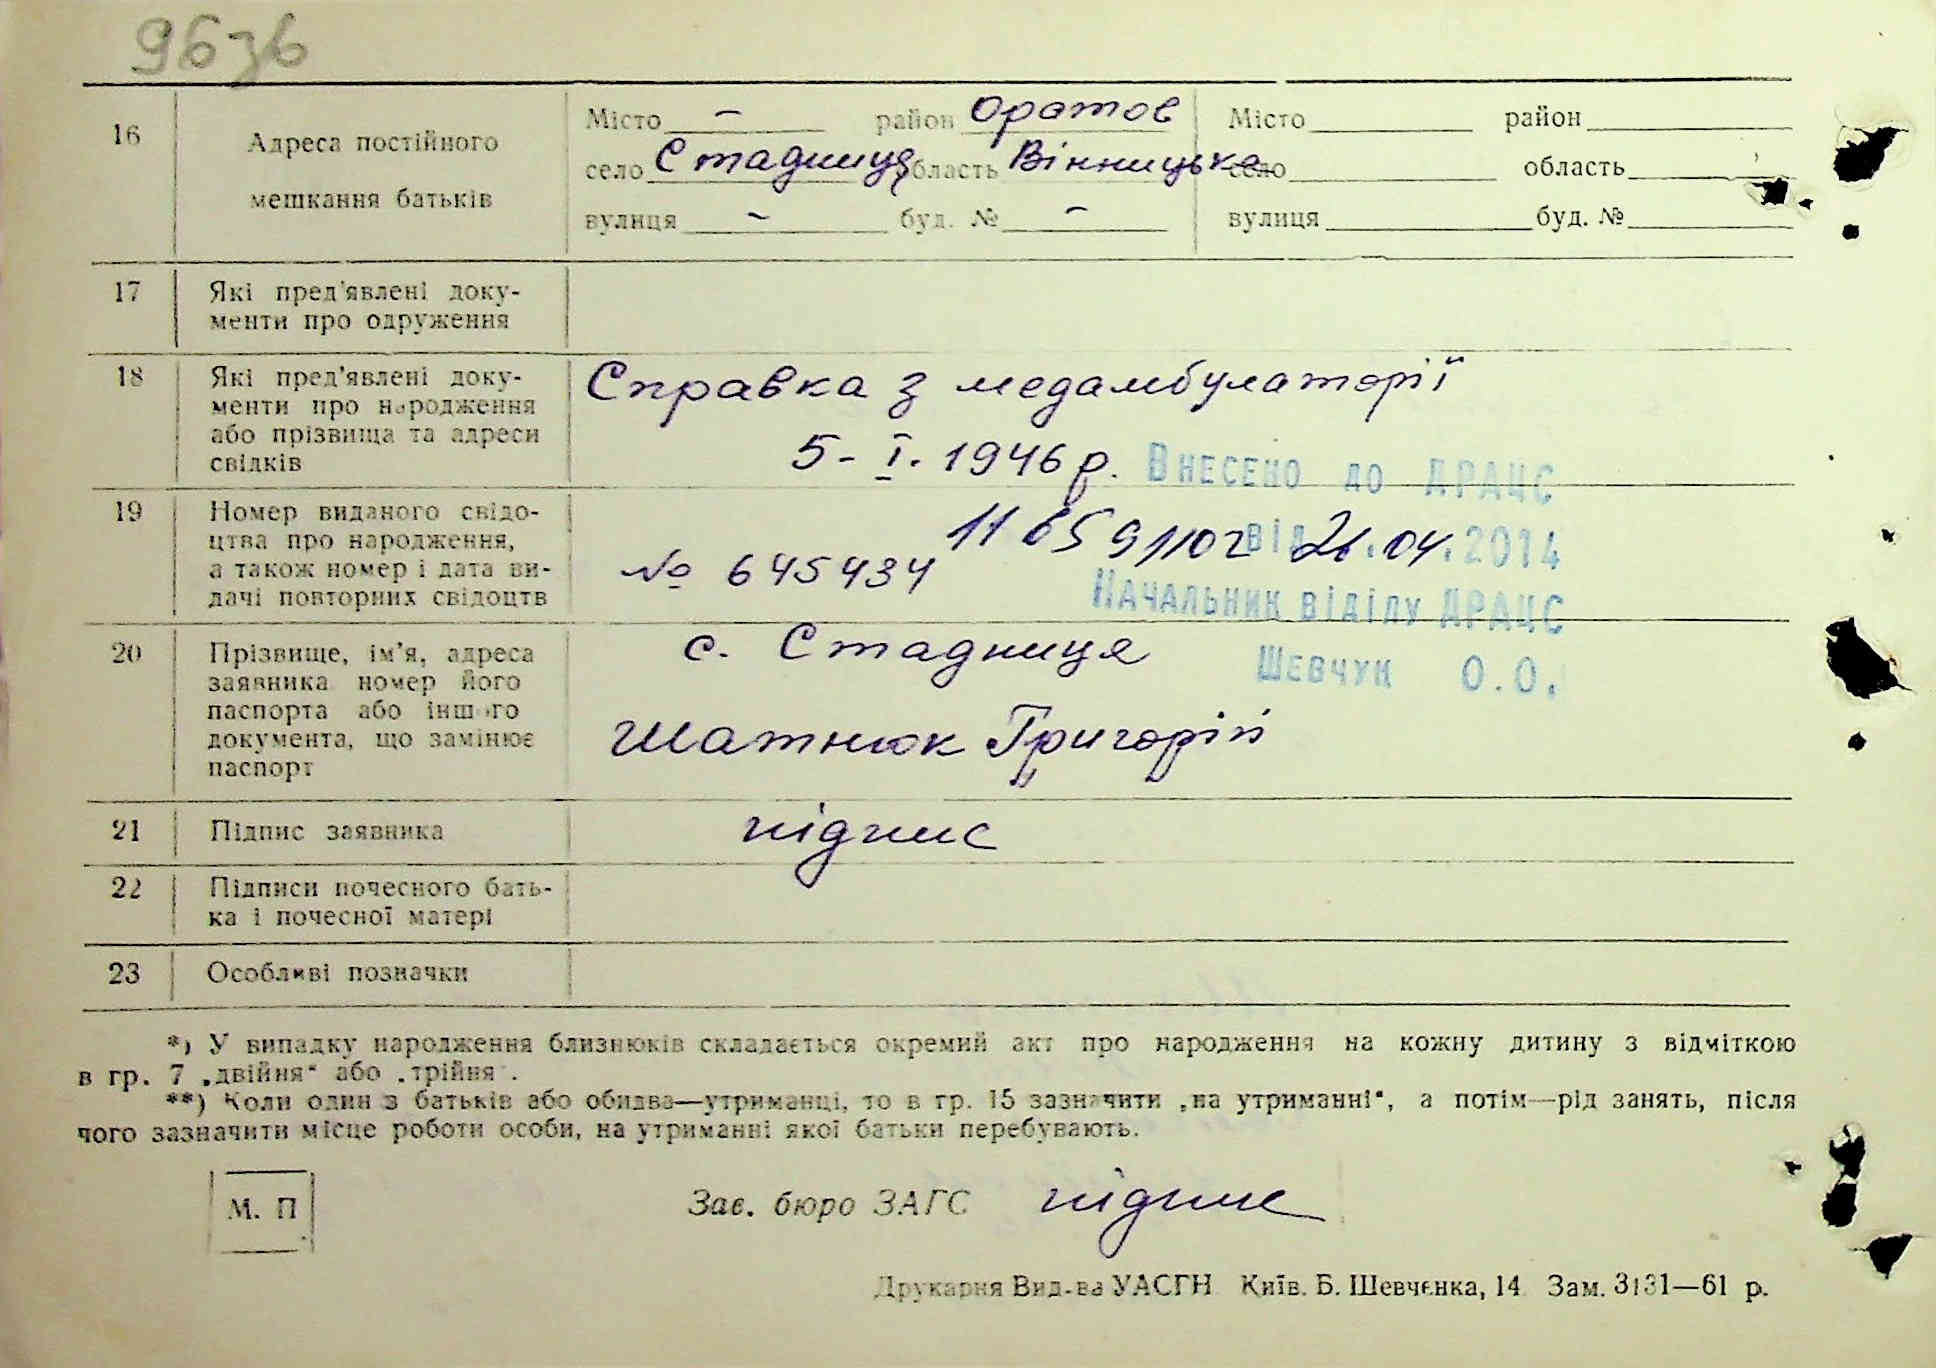 96зв
16
Адреса постійного
мешкання батьків
Місто – район Оратов
село Стадниця область Вінницька
вулиця – буд. № –
Місто район
село область
вулиця буд. №
17
Які пред'явлені доку-
менти про одруження
18
Які пред'явлені доку-
менти про народження
або прізвища та адреси
свідків
Справка з медамбулаторії
5-І.1946р.
Внесено до ДРАЦС
19
Номер виданого свідо-
цтва про народження,
а також номер і дата ви-
дачі повторних свідоцтв
№ 645434
від .04.2014
Начальник відділу ДРАЦС
Шевчук О.О.
20
Прізвище, ім'я, адреса
заявника номер його
паспорта або іншого
документа, що замінює
паспорт
с. Стадниця
Шатнюк Григорій
21
Підпис заявника
підпис
22
Підписи почесного бать-
ка і почесної матері
23
Особливі позначки
*) У випадку народження близнюків складається окремий акт про народження на кожну дитину з відміткою
в гр. 7 „двійня“ або „трійня“.
**) Коли один з батьків або обидва—утриманці, то в гр. 15 зазначити „на утриманні“, а потім—рід занять, після
чого зазначити місце роботи особи, на утриманні якої батьки перебувають.
М. П
Зав. бюро ЗАГС підпис
Друкарня Вид-ва УАСГН Київ. Б. Шевченка, 14 Зам. 3131—61 р.